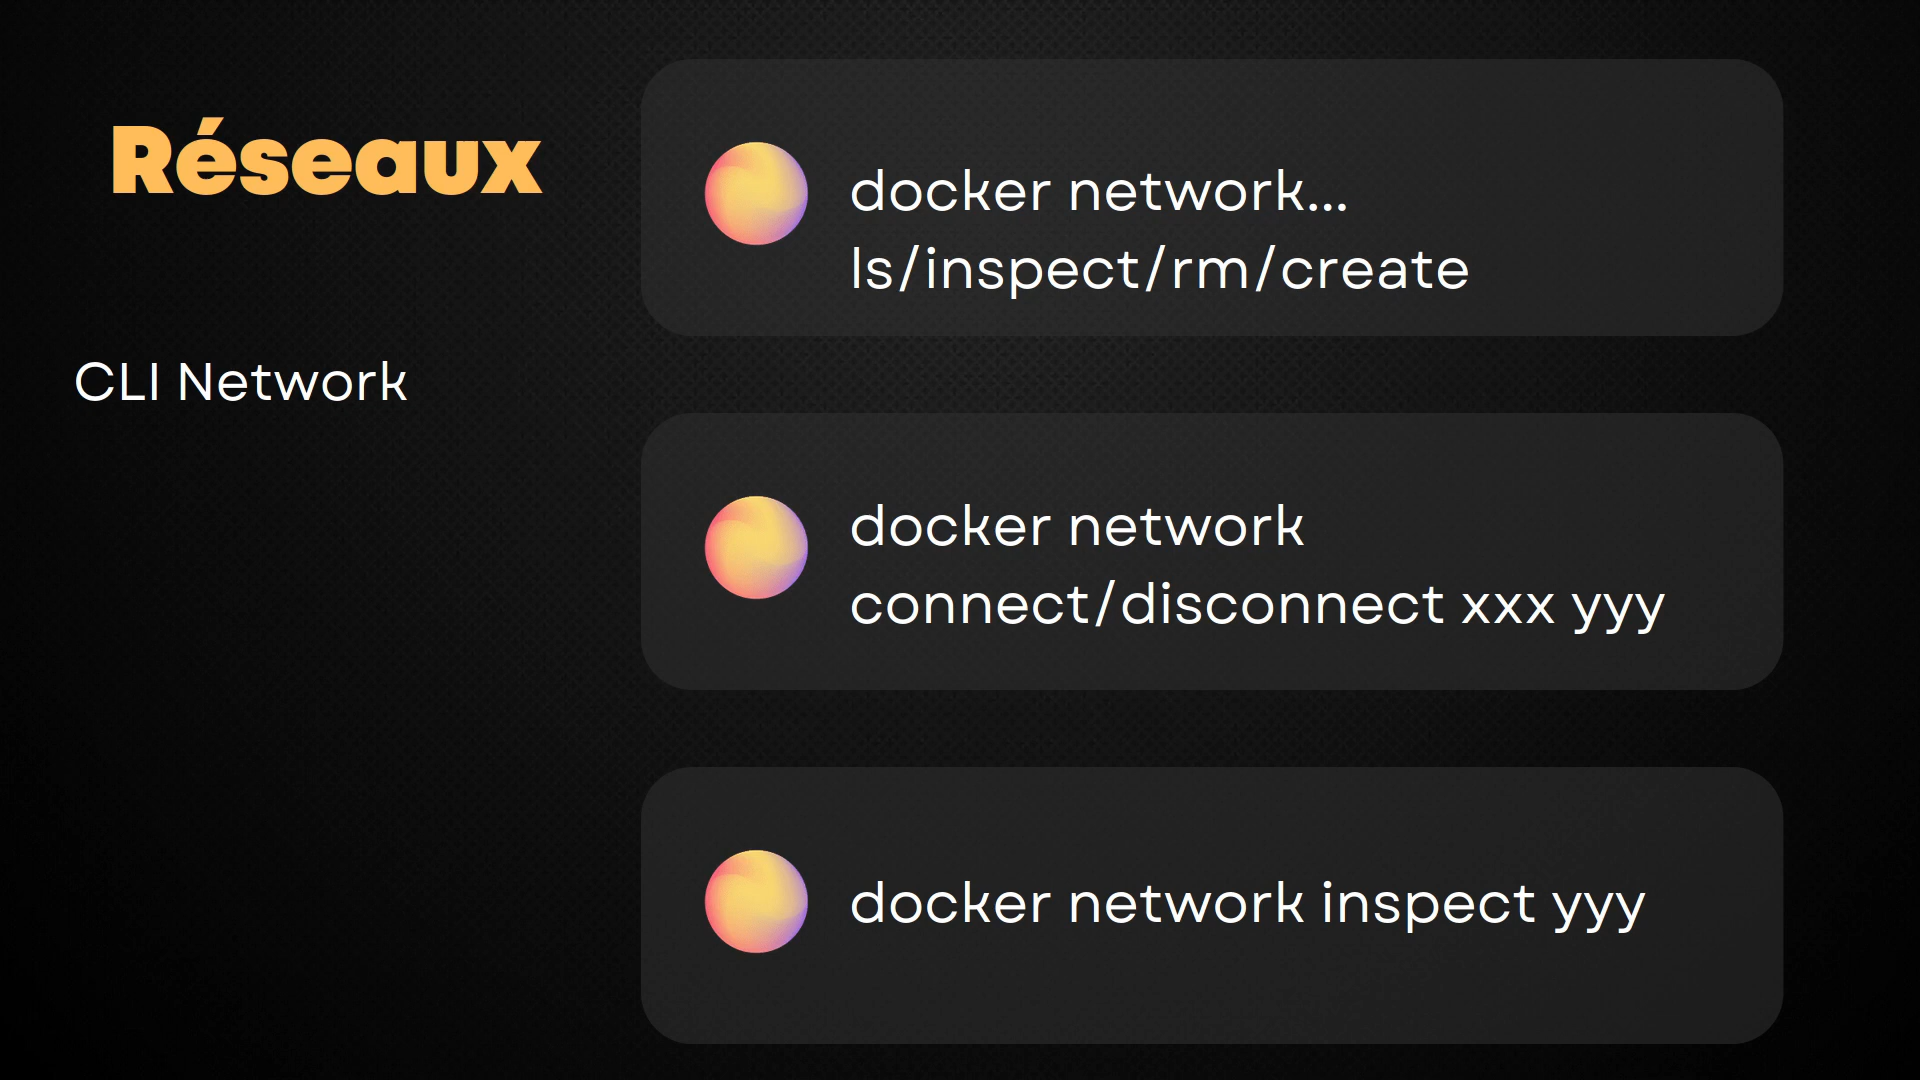 Réseaux
CLI Network
docker network...
ls/inspect/rm/create
docker network
connect/disconnect xxx yyy
docker network inspect yyy